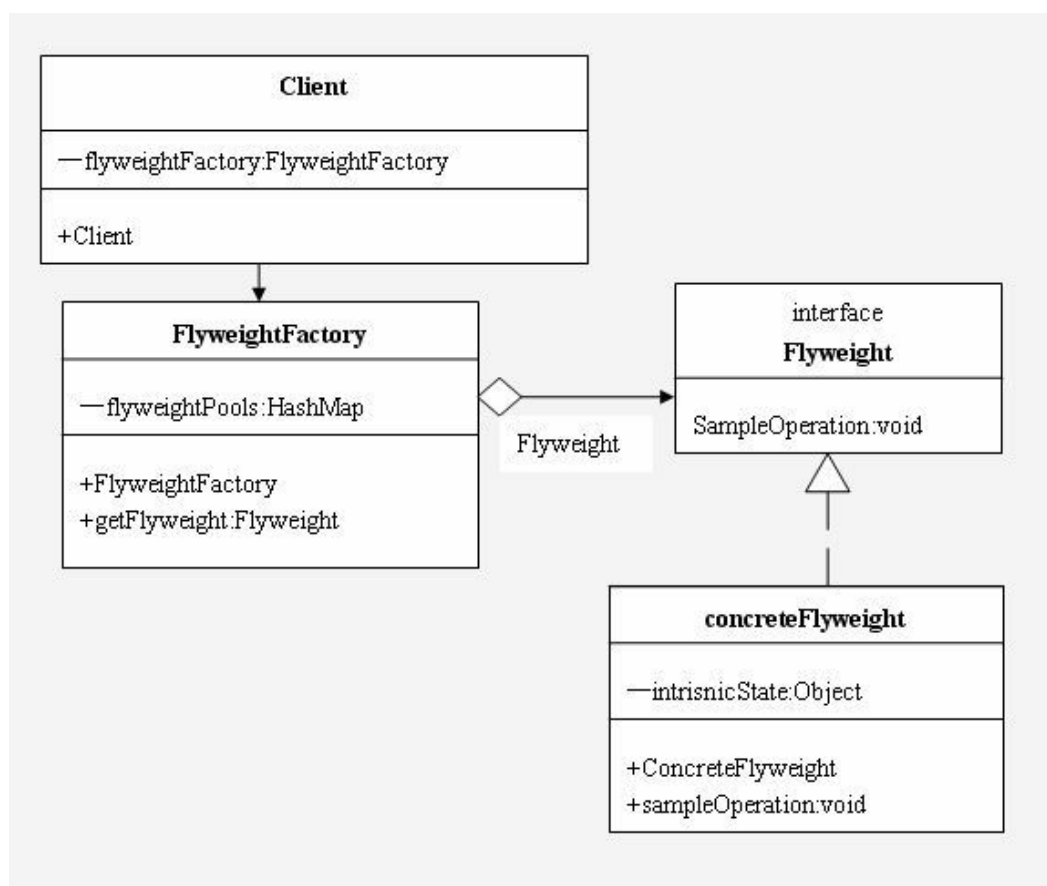 Client
—flyweightFactory:FlyweightFactory
+Client
FlyweightFactory
—flyweightPools:HashMap
+FlyweightFactory
+getFlyweight:Flyweight
Flyweight
interface
Flyweight
SampleOperation:void
concreteFlyweight
—intrisnicState:Object
+ConcreteFlyweight
+sampleOperation:void